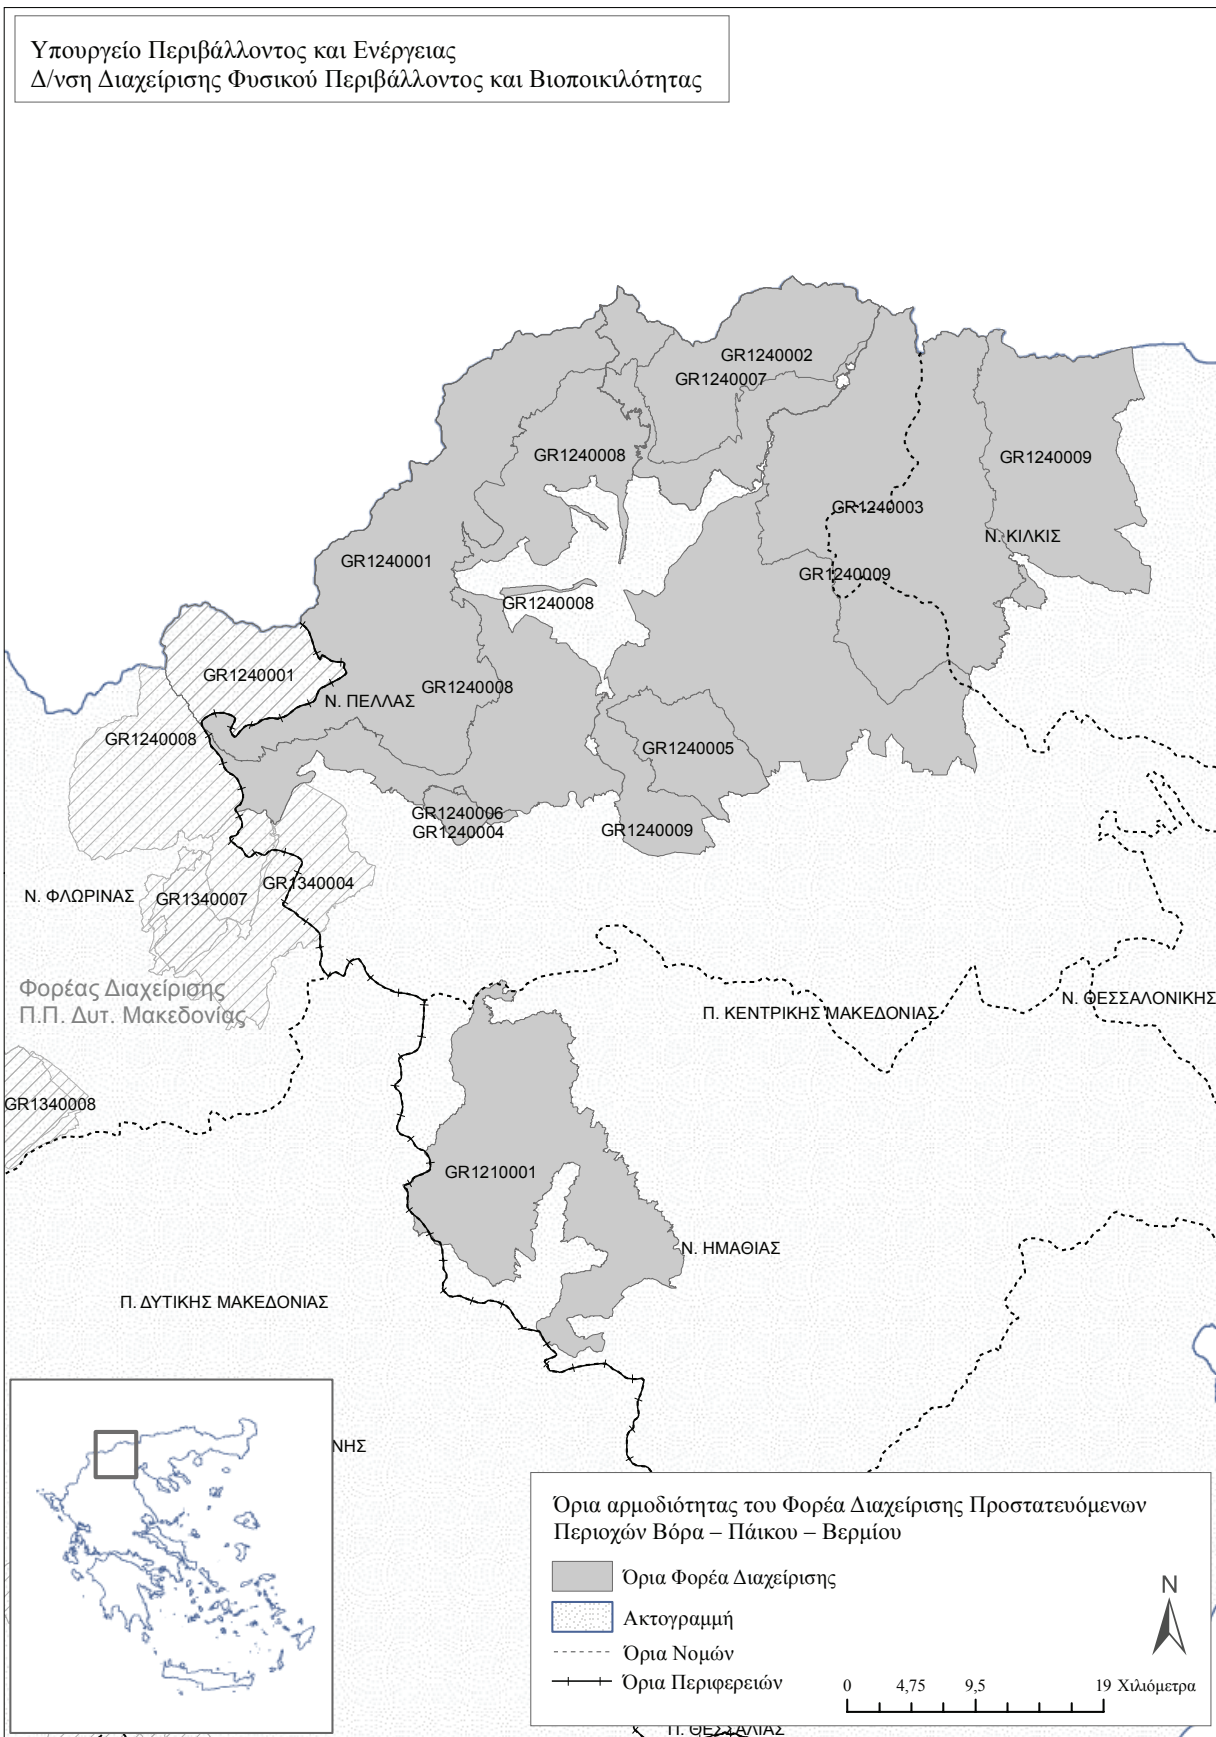 Υπουργείο Περιβάλλοντος και Ενέργειας
Δ/νση Διαχείρισης Φυσικού Περιβάλλοντος και Βιοποικιλότητας
GR1240002
GR1240007
GR1240008
GR1240009
GR1240003
Ν. ΚΙΛΚΙΣ
GR1240001
GR1240009
GR1240008
GR1240001
GR1240008
Ν. ΠΕΛΛΑΣ
GR1240008
GR1240005
GR1240006
GR1240004
GR1240009
GR1340004
Ν. ΦΛΩΡΙΝΑΣ
GR1340007
Φορέας Διαχείρισης
Π.Π. Δυτ. Μακεδονίας
Ν. ΘΕΣΣΑΛΟΝΙΚΗΣ
Π. ΚΕΝΤΡΙΚΗΣ ΜΑΚΕΔΟΝΙΑΣ
GR1340008
GR1210001
Ν. ΗΜΑΘΙΑΣ
Π. ΔΥΤΙΚΗΣ ΜΑΚΕΔΟΝΙΑΣ
ΝΗΣ
Όρια αρμοδιότητας του Φορέα Διαχείρισης Προστατευόμενων
Περιοχών Βόρα – Πάικου – Βερμίου
Όρια Φορέα Διαχείρισης
Ακτογραμμή
Όρια Νομών
Όρια Περιφερειών
N
0 4,75 9,5 19 Χιλιόμετρα
Π. ΘΕΣΣΑΛΙΑΣ